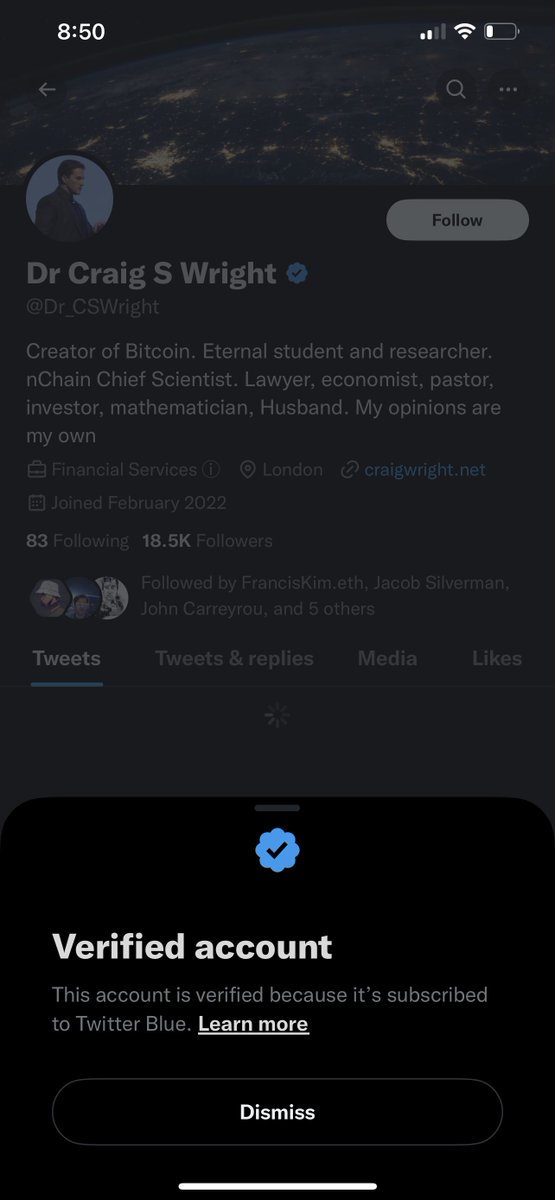 8:50
Follow
Dr Craig S Wright
@Dr_CSWright
Creator of Bitcoin. Eternal student and researcher.
nChain Chief Scientist. Lawyer, economist, pastor,
investor, mathematician, Husband. My opinions are
my own
Financial Services London craigwright.net
Joined February 2022
83 Following 18.5K Followers
Followed by FrancisKim.eth, Jacob Silverman,
John Carreyrou, and 5 others
Tweets Tweets & replies Media Likes
Verified account
This account is verified because it’s subscribed
to Twitter Blue. Learn more
Dismiss